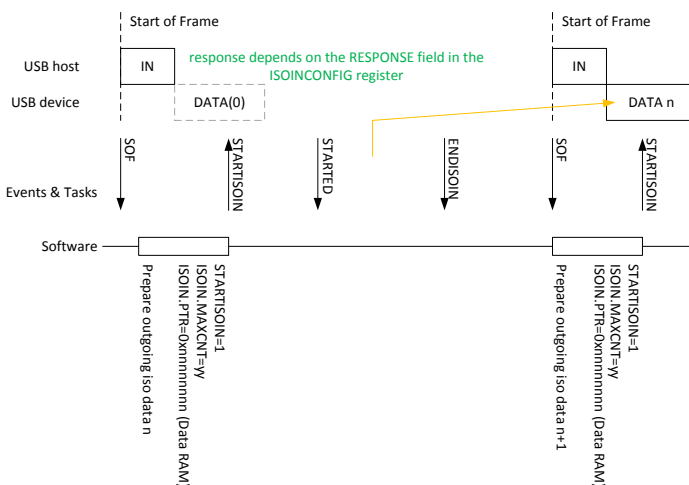 Start of Frame
Start of Frame
USB host
IN
response depends on the RESPONSE field in the
ISOINCONFIG register
IN
USB device
DATA(0)
DATA n
SOF
STARTISOIN
STARTED
ENDISOIN
SOF
STARTISOIN
Events & Tasks
Software
STARTISOIN=1
ISOIN.MAXCNT=yy
ISOIN.PTR=0xnnnnnnnn (Data RAM)
Prepare outgoing iso data n
STARTISOIN=1
ISOIN.MAXCNT=yy
ISOIN.PTR=0xnnnnnnnn (Data RAM)
Prepare outgoing iso data n+1